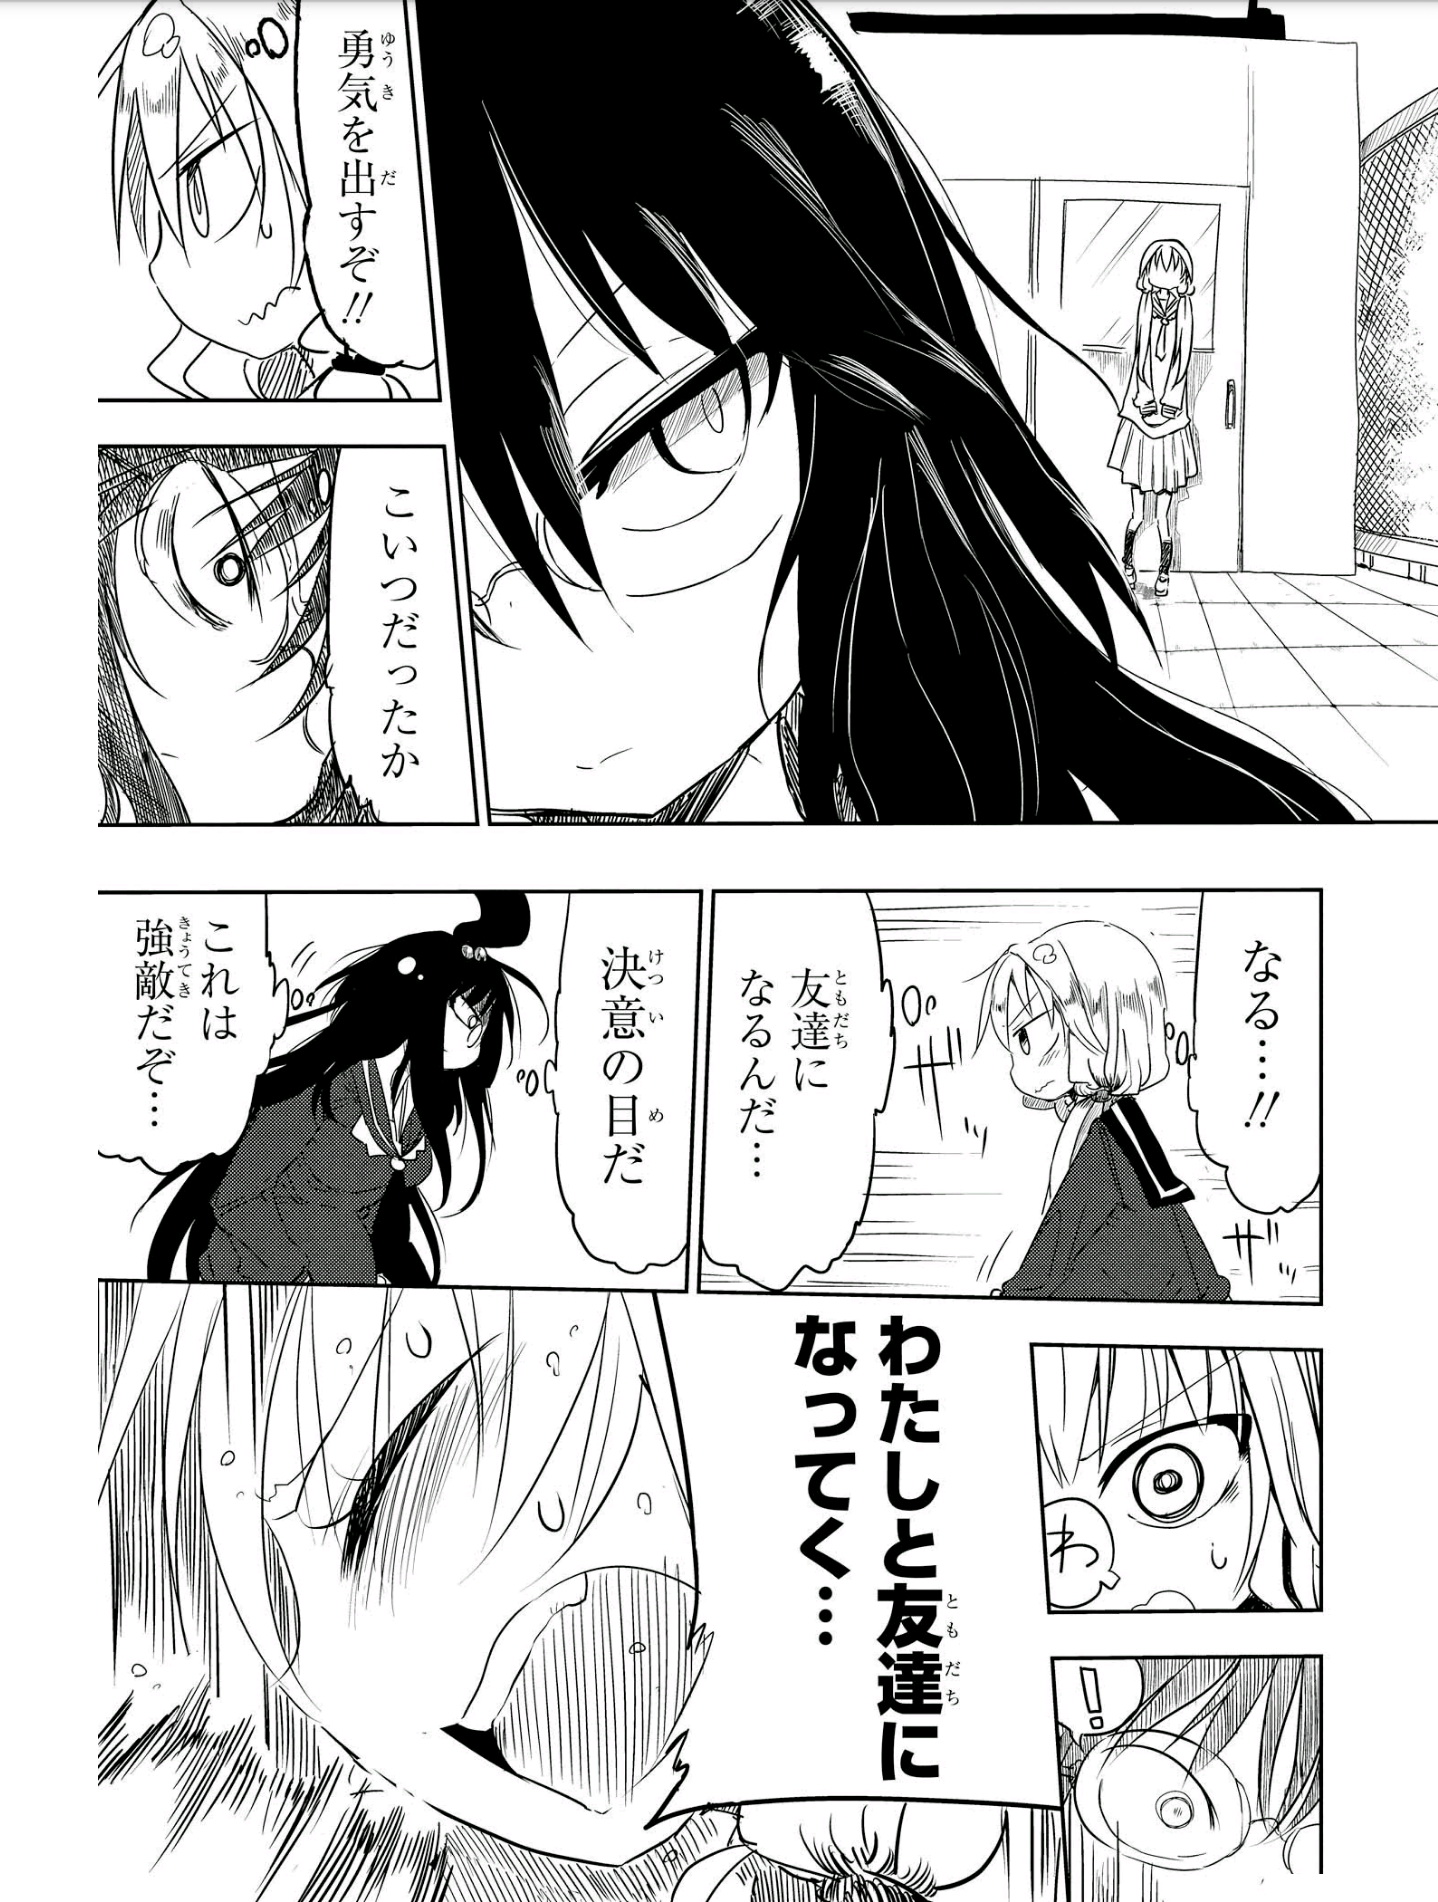 勇気を出すぞ!!
こいつだったか
なる…!!
友達に
なるんだ…
決意の目だ
これは
強敵だぞ…
ザッ
ザッ
わ
!
わたしと友達に
なってく…